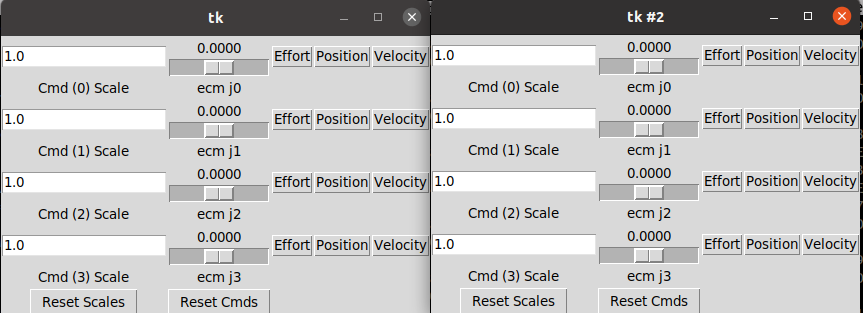 tk
0.0000
1.0 Effort Position Velocity
Cmd (0) Scale ecm j0
0.0000
1.0 Effort Position Velocity
Cmd (1) Scale ecm j1
0.0000
1.0 Effort Position Velocity
Cmd (2) Scale ecm j2
0.0000
1.0 Effort Position Velocity
Cmd (3) Scale ecm j3
Reset Scales Reset Cmds
tk #2
0.0000
1.0 Effort Position Velocity
Cmd (0) Scale ecm j0
0.0000
1.0 Effort Position Velocity
Cmd (1) Scale ecm j1
0.0000
1.0 Effort Position Velocity
Cmd (2) Scale ecm j2
0.0000
1.0 Effort Position Velocity
Cmd (3) Scale ecm j3
Reset Scales Reset Cmds